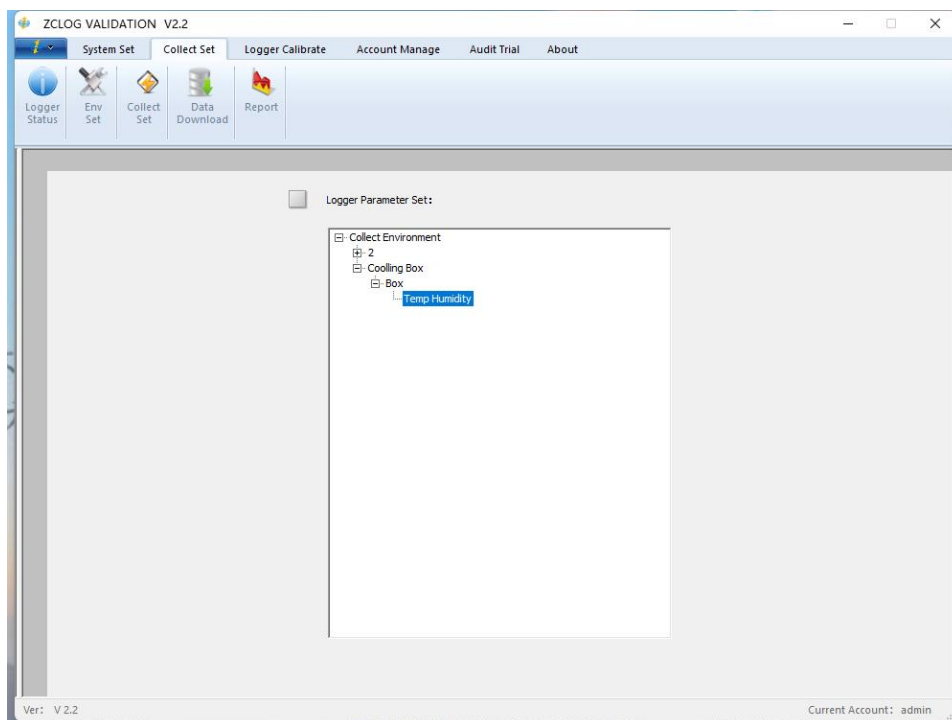 ZCLOG VALIDATION V2.2
System Set Collect Set Logger Calibrate Account Manage Audit Trial About
Logger Status
Env Set
Collect Set
Data Download
Report
Logger Parameter Set:
Collect Environment
2
Coolling Box
Box
Temp Humidity
Ver: V 2.2
Current Account: admin